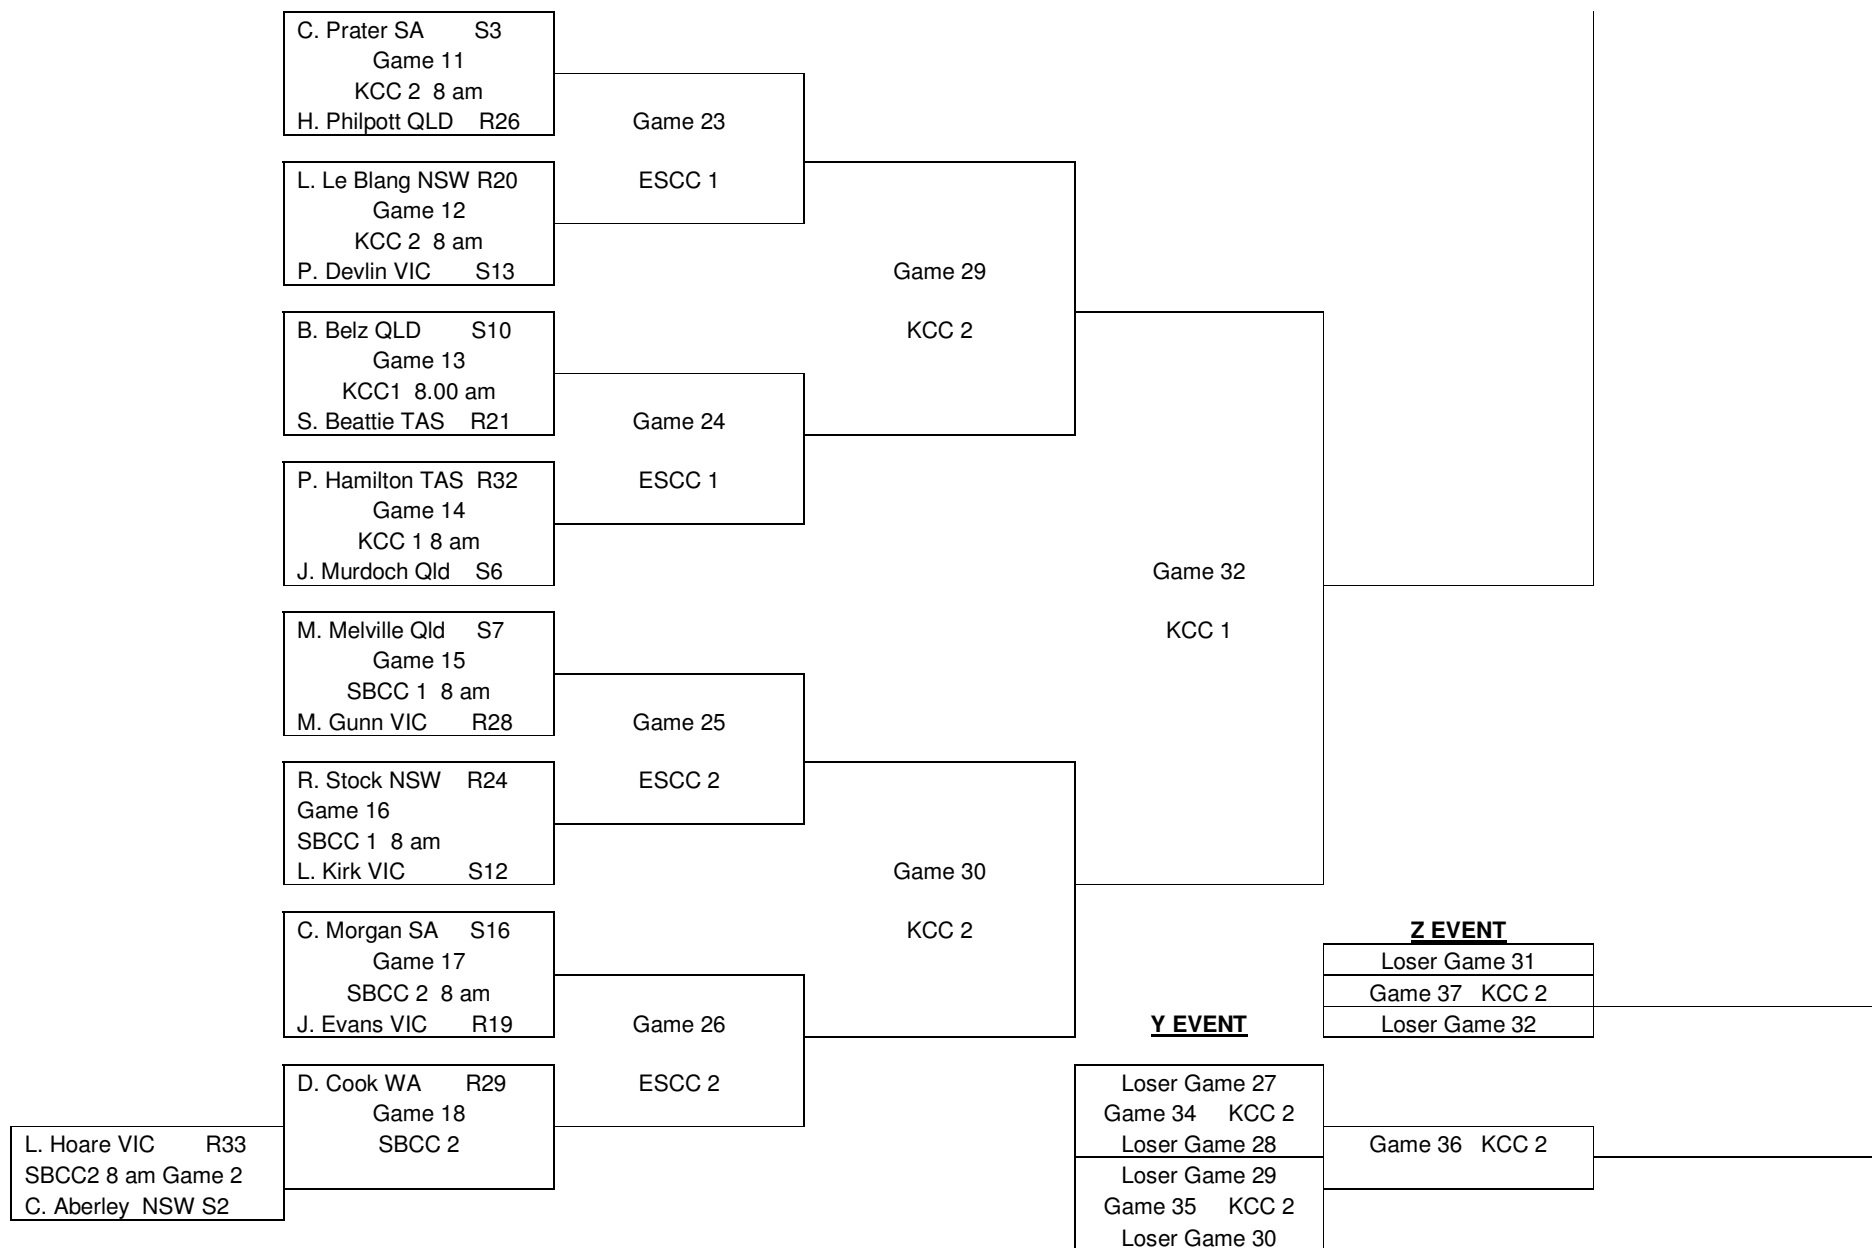 C. Prater SA S3
Game 11
KCC 2 8 am
H. Philpott QLD R26
Game 23
L. Le Blang NSW R20
ESCC 1
Game 12
KCC 2 8 am
P. Devlin VIC S13
Game 29
B. Belz QLD S10
KCC 2
Game 13
KCC1 8.00 am
S. Beattie TAS R21
Game 24
P. Hamilton TAS R32
ESCC 1
Game 14
KCC 1 8 am
J. Murdoch Qld S6
Game 32
M. Melville Qld S7
KCC 1
Game 15
SBCC 1 8 am
M. Gunn VIC R28
Game 25
R. Stock NSW R24
ESCC 2
Game 16
SBCC 1 8 am
L. Kirk VIC S12
Game 30
C. Morgan SA S16
KCC 2
Z EVENT
Game 17
Loser Game 31
SBCC 2 8 am
Game 37 KCC 2
J. Evans VIC R19
Game 26
Y EVENT
Loser Game 32
D. Cook WA R29
ESCC 2
Loser Game 27
Game 18
Game 34 KCC 2
L. Hoare VIC R33
SBCC 2
Loser Game 28
Game 36 KCC 2
SBCC2 8 am Game 2
Loser Game 29
C. Aberley NSW S2
Game 35 KCC 2
Loser Game 30